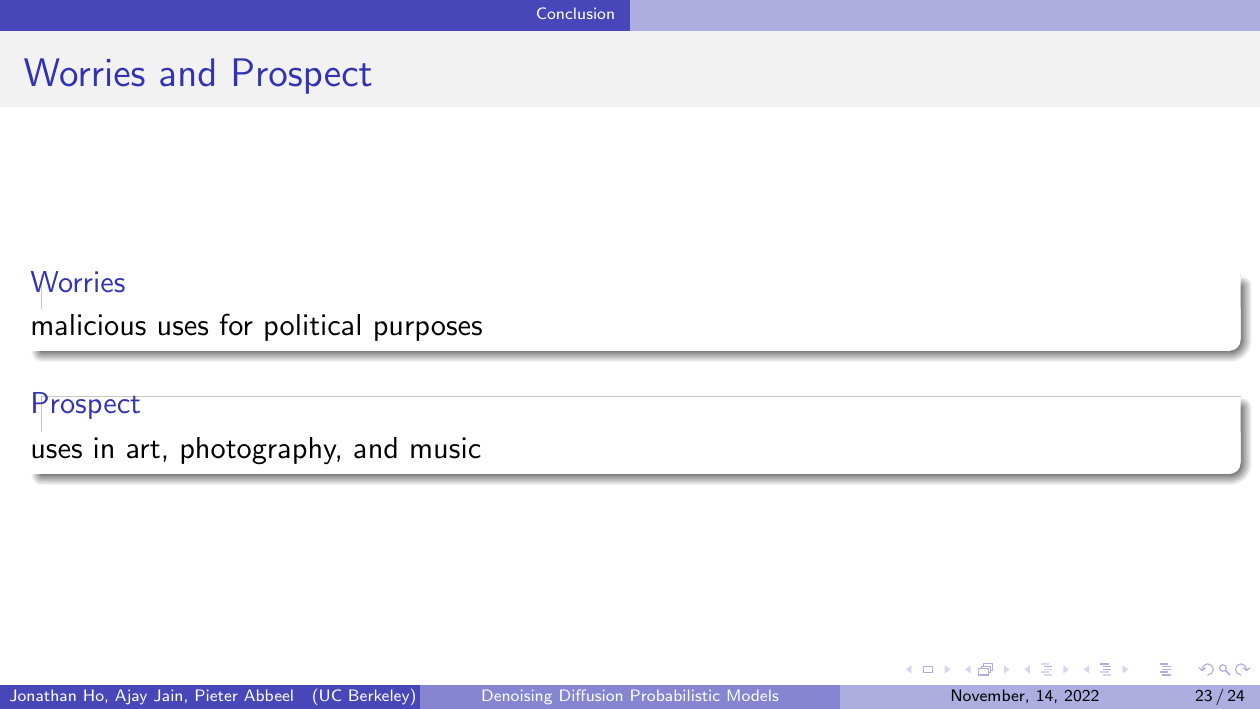 Conclusion
Worries and Prospect
Worries
malicious uses for political purposes
Prospect
uses in art, photography, and music
Jonathan Ho, Ajay Jain, Pieter Abbeel (UC Berkeley)
Denoising Diffusion Probabilistic Models
November, 14, 2022
23 / 24